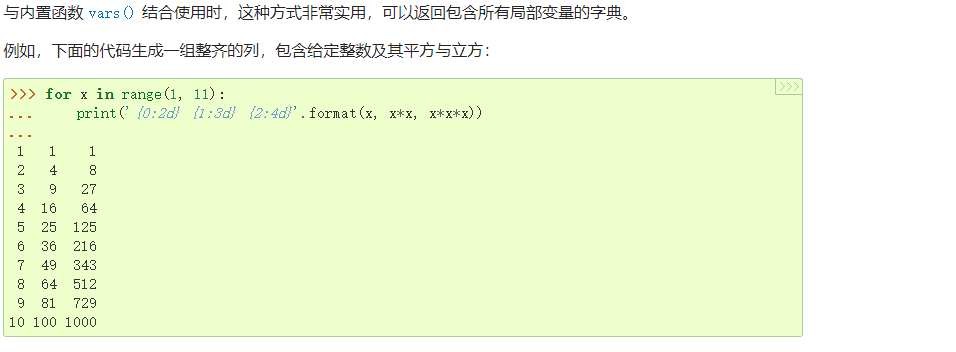 与内置函数 vars() 结合使用时，这种方式非常实用，可以返回包含所有局部变量的字典。
例如，下面的代码生成一组整齐的列，包含给定整数及其平方与立方：
>>>
>>> for x in range(1, 11):
...     print('{0:2d} {1:3d} {2:4d}'.format(x, x*x, x*x*x))
...
 1   1    1
 2   4    8
 3   9   27
 4  16   64
 5  25  125
 6  36  216
 7  49  343
 8  64  512
 9  81  729
10 100 1000